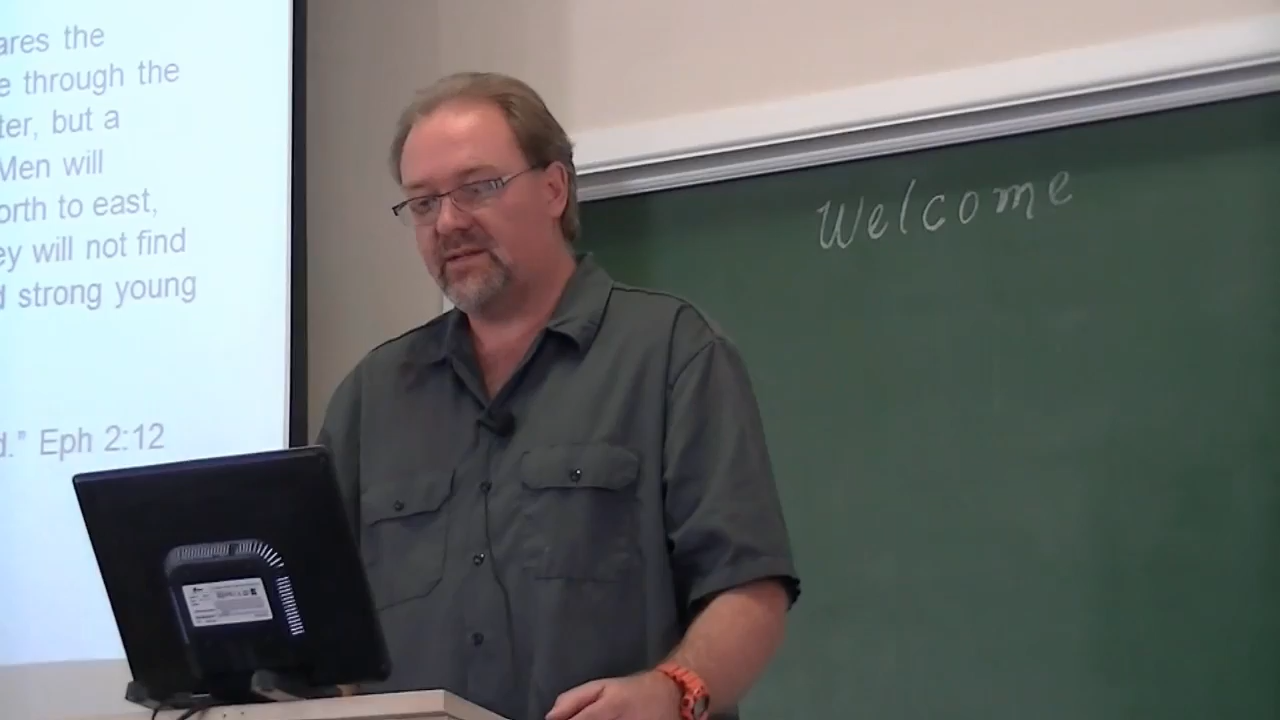 ares the
e through the
ter, but a
Men will
orth to east,
ey will not find
d strong young
d.” Eph 2:12
Welcome